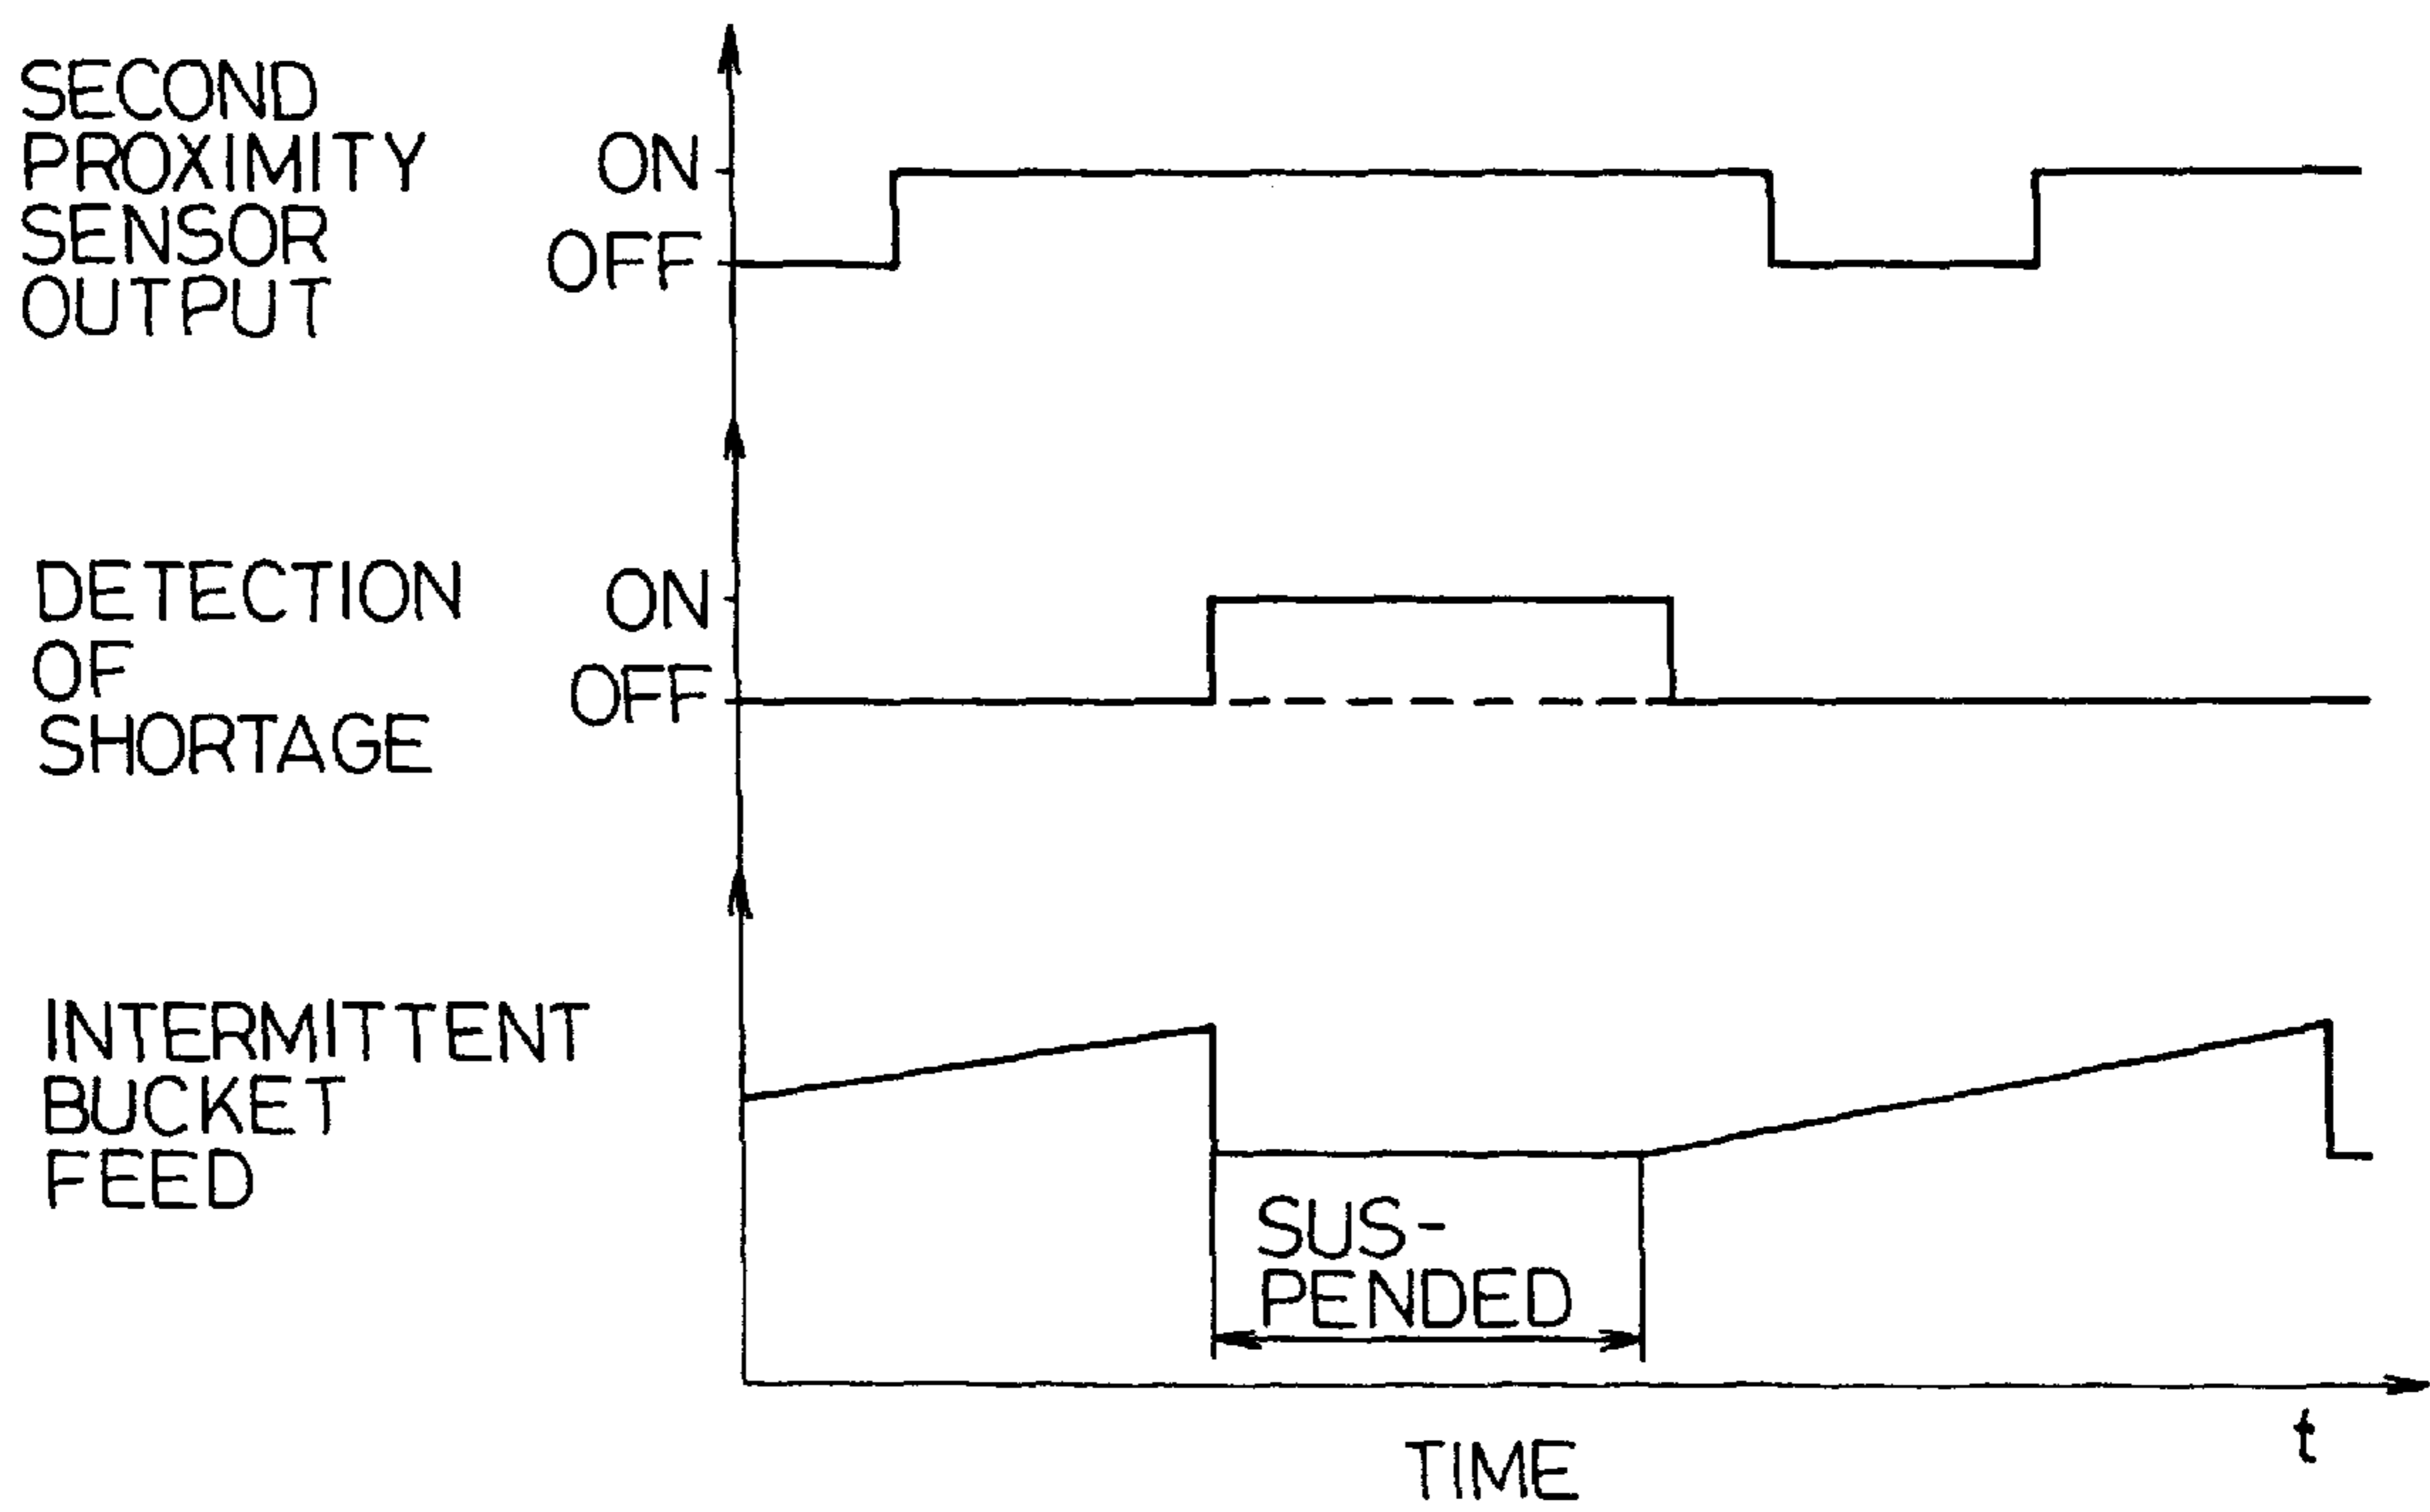 SECOND
PROXIMITY
SENSOR
OUTPUT
ON
OFF
DETECTION
OF
SHORTAGE
ON
OFF
INTERMITTENT
BUCKET
FEED
SUS-
PENDED
TIME
t